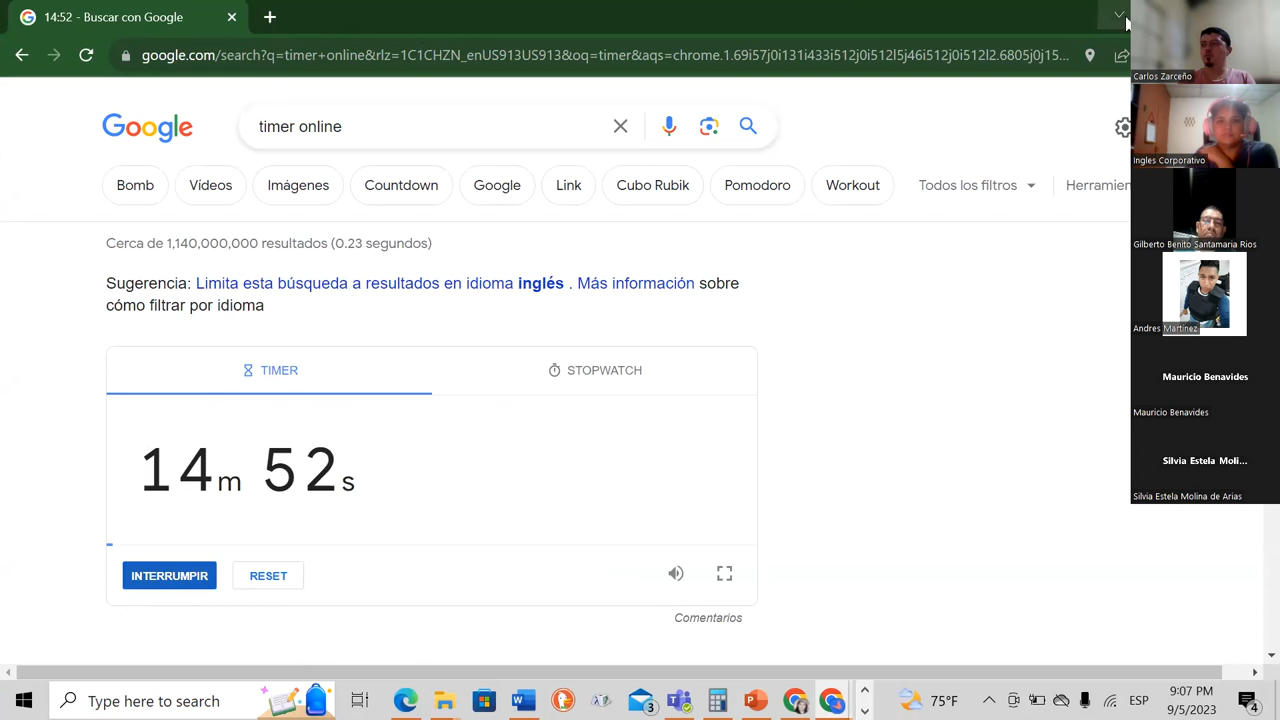 14:52 - Buscar con Google
google.com/search?q=timer+online&rlz=1C1CHZN_enUS913US913&oq=timer+online&aqs=chrome.1.69i57j0i131i433i512j0i512l5j46i512j0i512l2.6805j0j15...
Google
timer online
Bomb
Vídeos
Imágenes
Countdown
Google
Link
Cubo Rubik
Pomodoro
Workout
Todos los filtros
Herramien
Cerca de 1,140,000,000 resultados (0.23 segundos)
Sugerencia: Limita esta búsqueda a resultados en idioma inglés . Más información sobre
cómo filtrar por idioma
TIMER
STOPWATCH
14m 52s
INTERRUMPIR
RESET
Comentarios
Carlos Zarceño
Ingles Corporativo
Gilberto Benito Santamaria Rios
Andres Martinez
Mauricio Benavides
Mauricio Benavides
Silvia Estela Moli...
Silvia Estela Molina de Arias
Type here to search
3
75°F
ESP
9:07 PM
9/5/2023
4